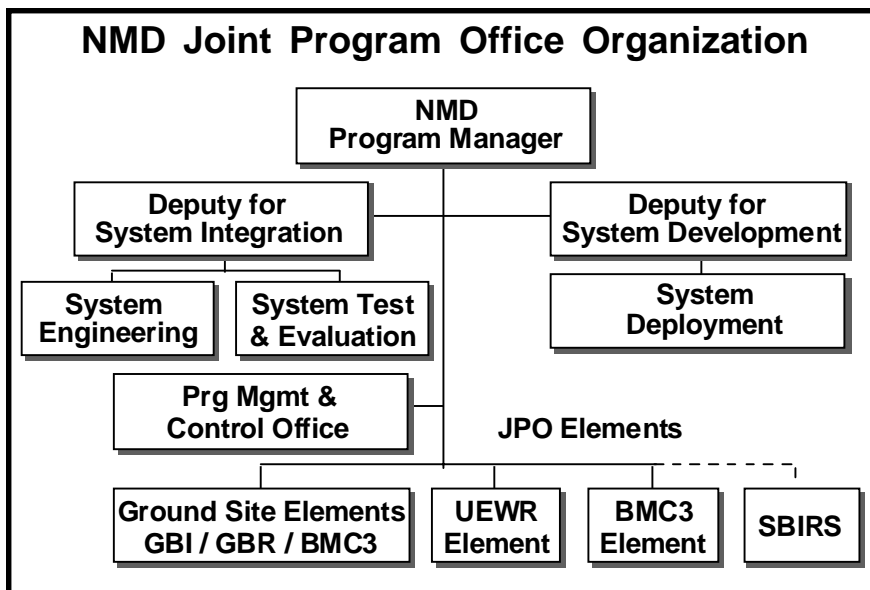 NMD Joint Program Office Organization
NMD
Program Manager
Deputy for
System Integration
Deputy for
System Development
System
Engineering
System Test
& Evaluation
System
Deployment
Prg Mgmt &
Control Office
JPO Elements
Ground Site Elements
GBI / GBR / BMC3
UEWR
Element
BMC3
Element
SBIRS